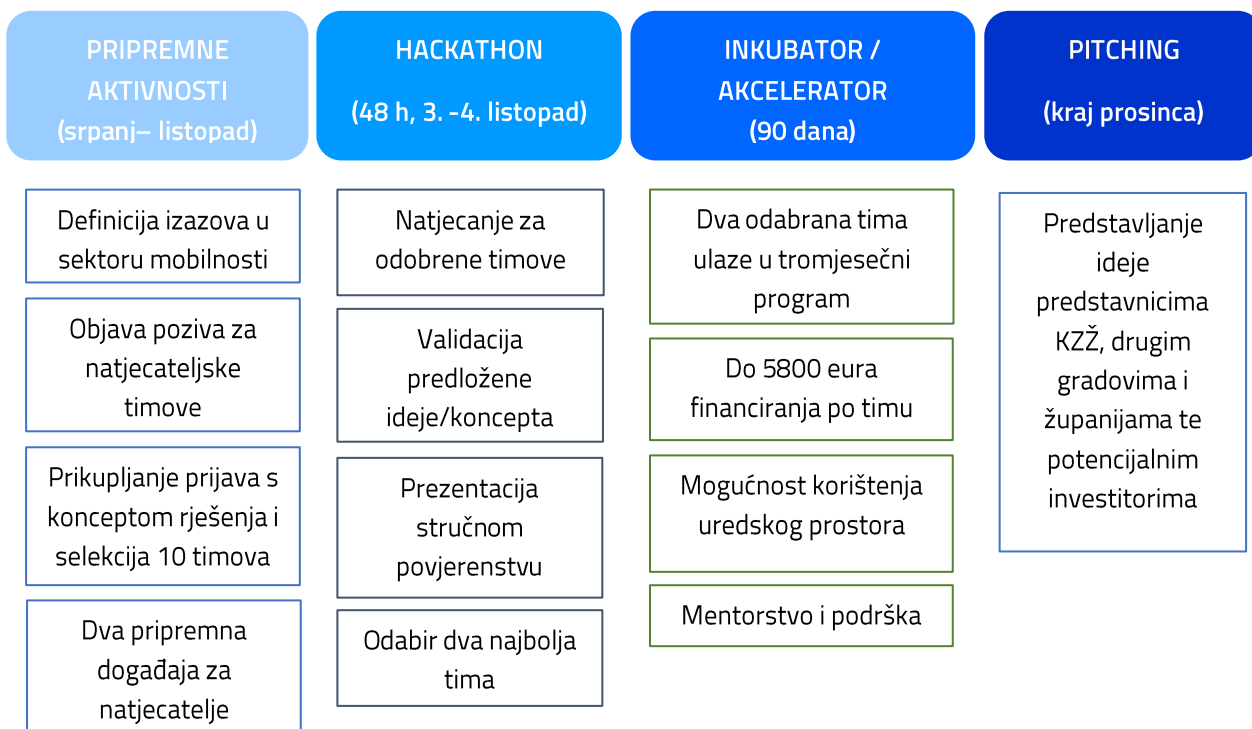 PRIPREMNE
AKTIVNOSTI
(srpanj– listopad)
Definicija izazova u
sektoru mobilnosti
Objava poziva za
natjecateljske
timove
Prikupljanje prijava s
konceptom rješenja i
selekcija 10 timova
Dva pripremna
događaja za
natjecatelje
HACKATHON
(48 h, 3. -4. listopad)
Natjecanje za
odobrene timove
Validacija
predložene
ideje/koncepta
Prezentacija
stručnom
povjerenstvu
Odabir dva najbolja
tima
INKUBATOR /
AKCELERATOR
(90 dana)
Dva odabrana tima
ulaze u tromjesečni
program
Do 5800 eura
financiranja po timu
Mogućnost korištenja
uredskog prostora
Mentorstvo i podrška
PITCHING
(kraj prosinca)
Predstavljanje
ideje
predstavnicima
KZŽ, drugim
gradovima i
županijama te
potencijalnim
investitorima